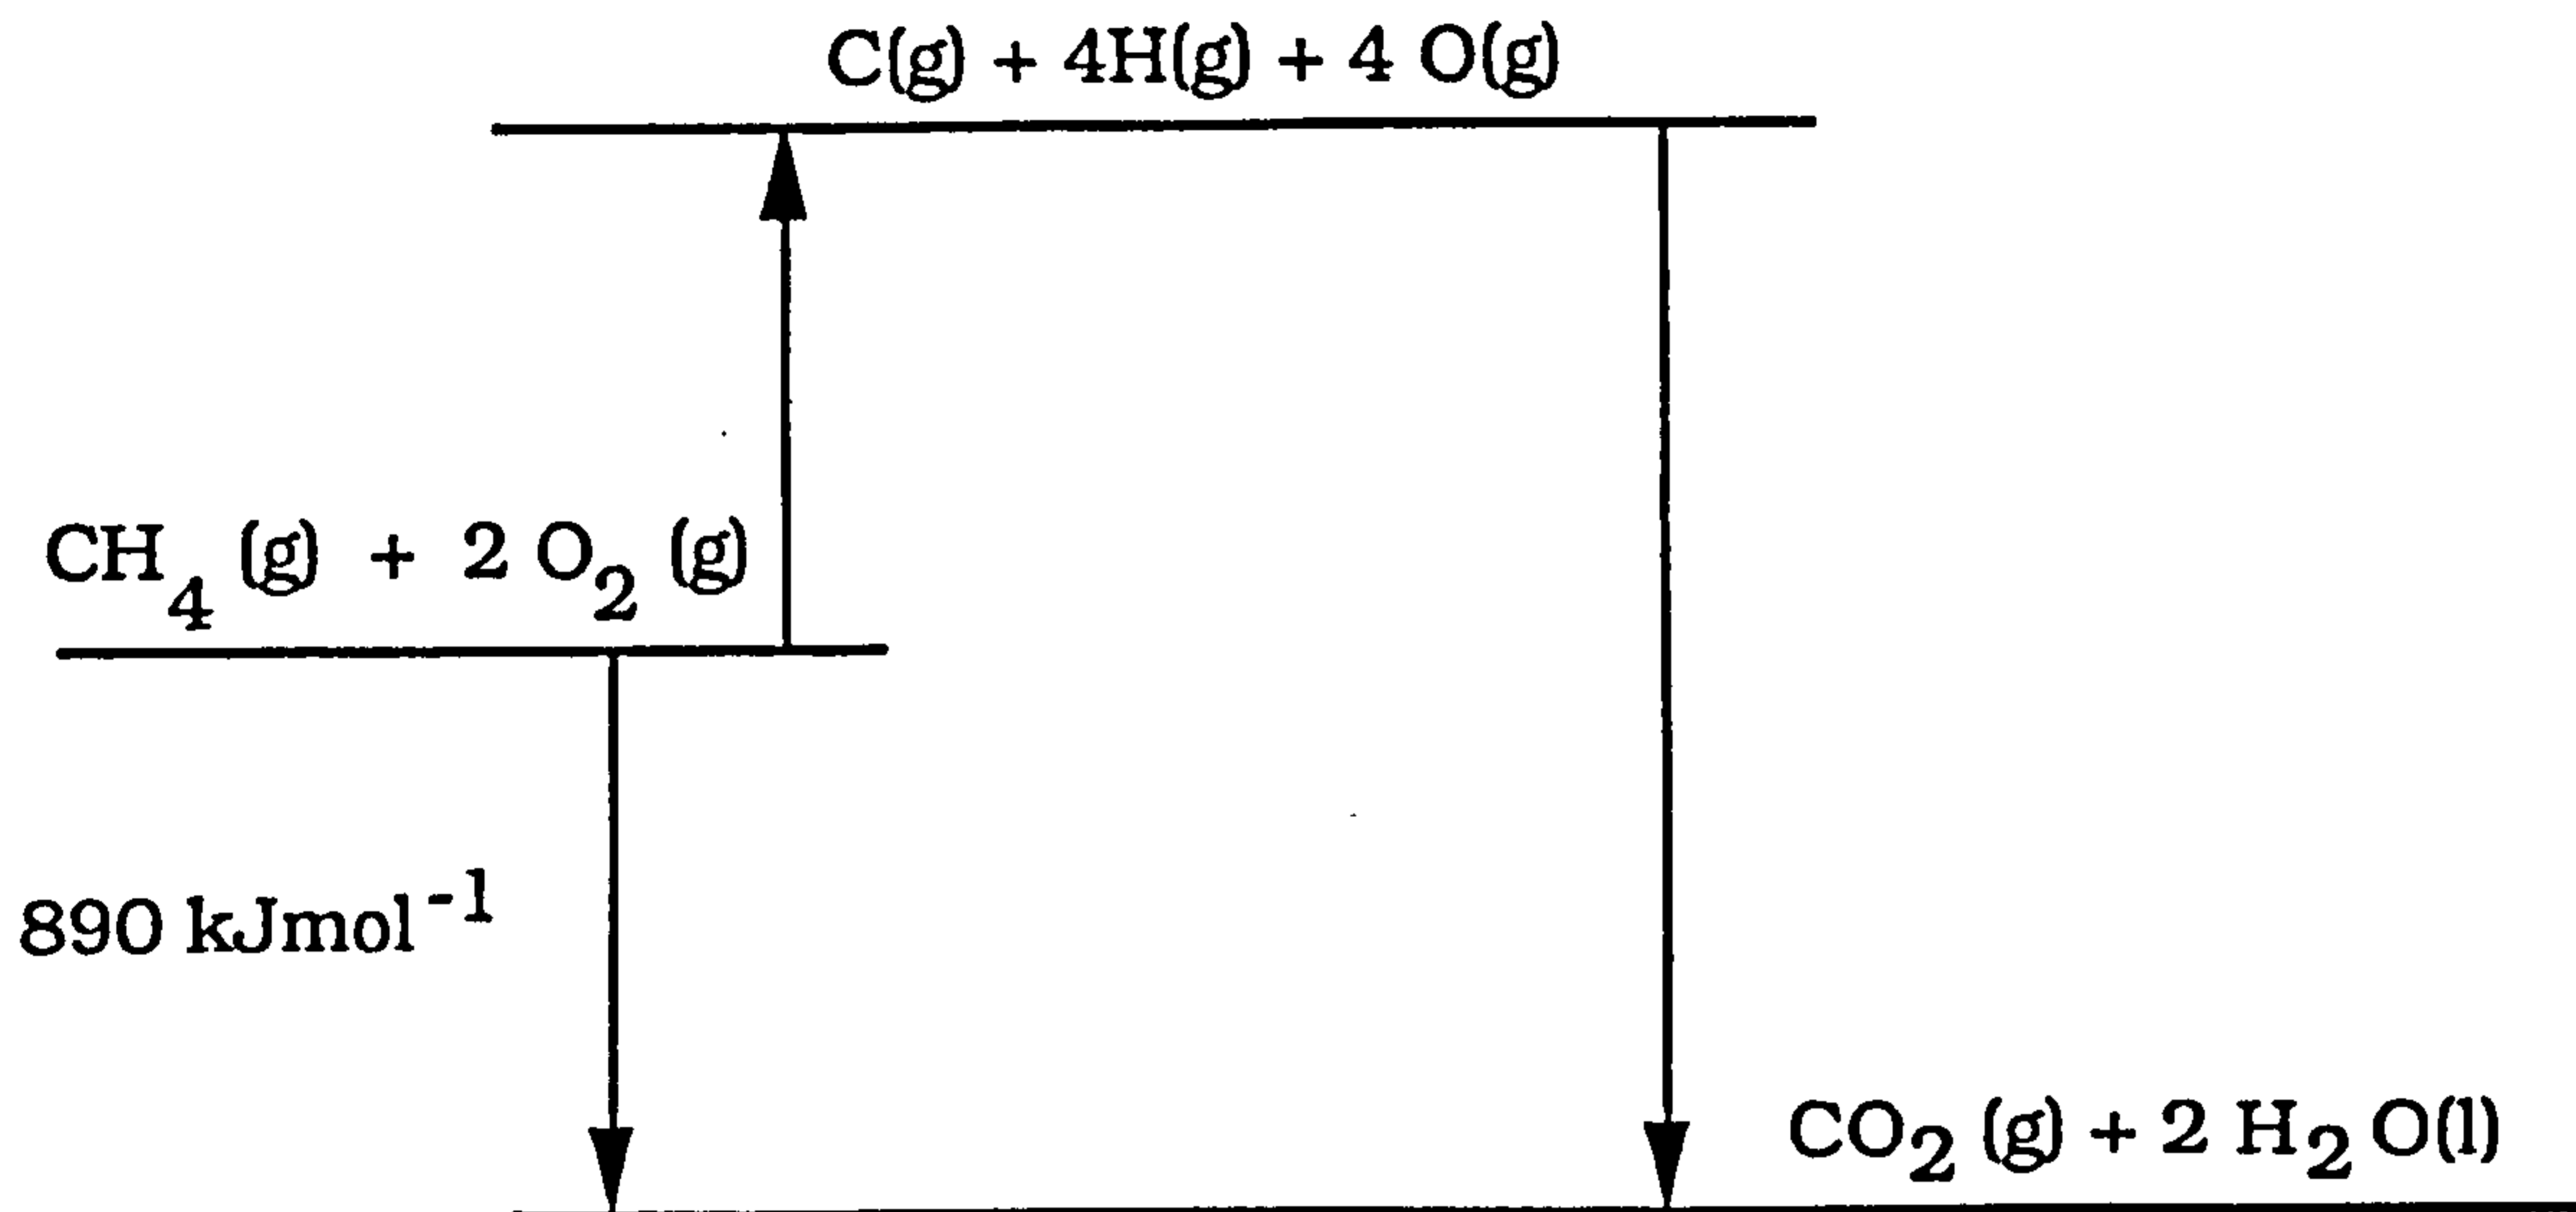 C(g) + 4H(g) + 4 O(g)
CH₄ (g) + 2 O₂ (g)
890 kJmol⁻¹
CO₂ (g) + 2 H₂ O(l)